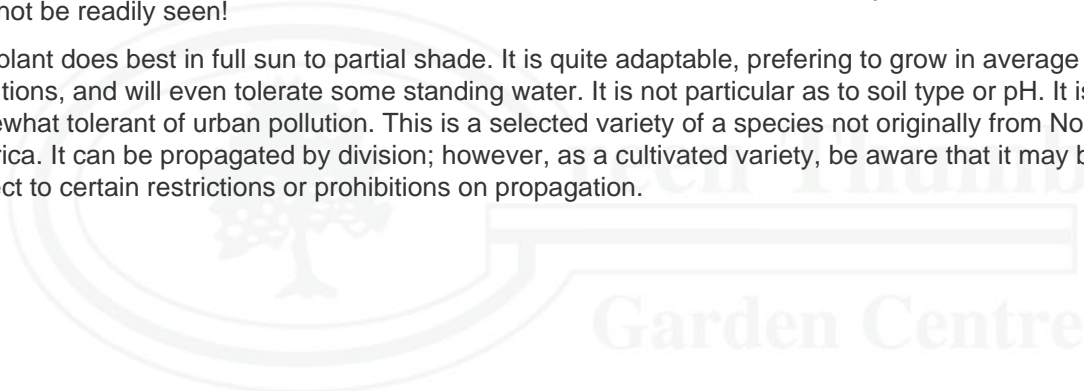 not be readily seen!
plant does best in full sun to partial shade. It is quite adaptable, prefering to grow in average
tions, and will even tolerate some standing water. It is not particular as to soil type or pH. It is
ewhat tolerant of urban pollution. This is a selected variety of a species not originally from No
rica. It can be propagated by division; however, as a cultivated variety, be aware that it may b
ect to certain restrictions or prohibitions on propagation.
een Thumb
Garden Centre